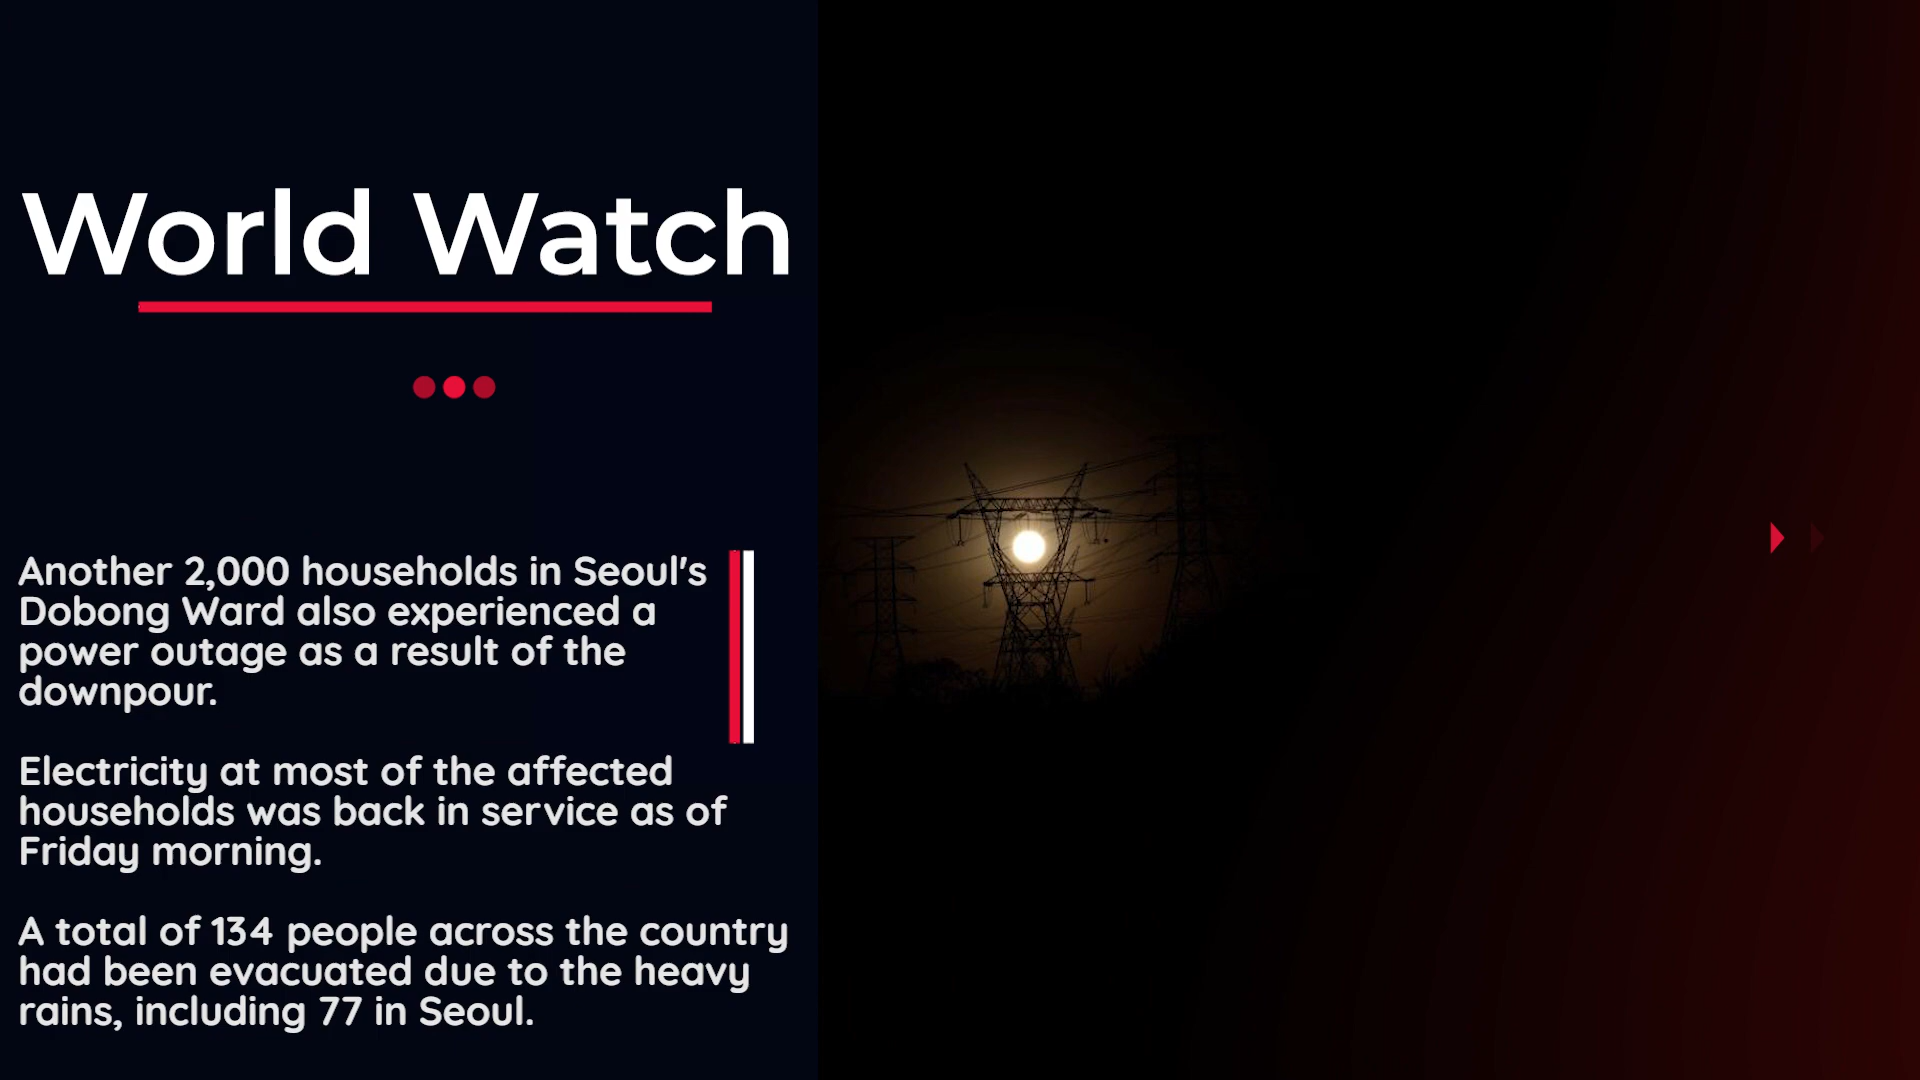 World Watch
Another 2,000 households in Seoul's
Dobong Ward also experienced a
power outage as a result of the
downpour.
Electricity at most of the affected
households was back in service as of
Friday morning.
A total of 134 people across the country
had been evacuated due to the heavy
rains, including 77 in Seoul.